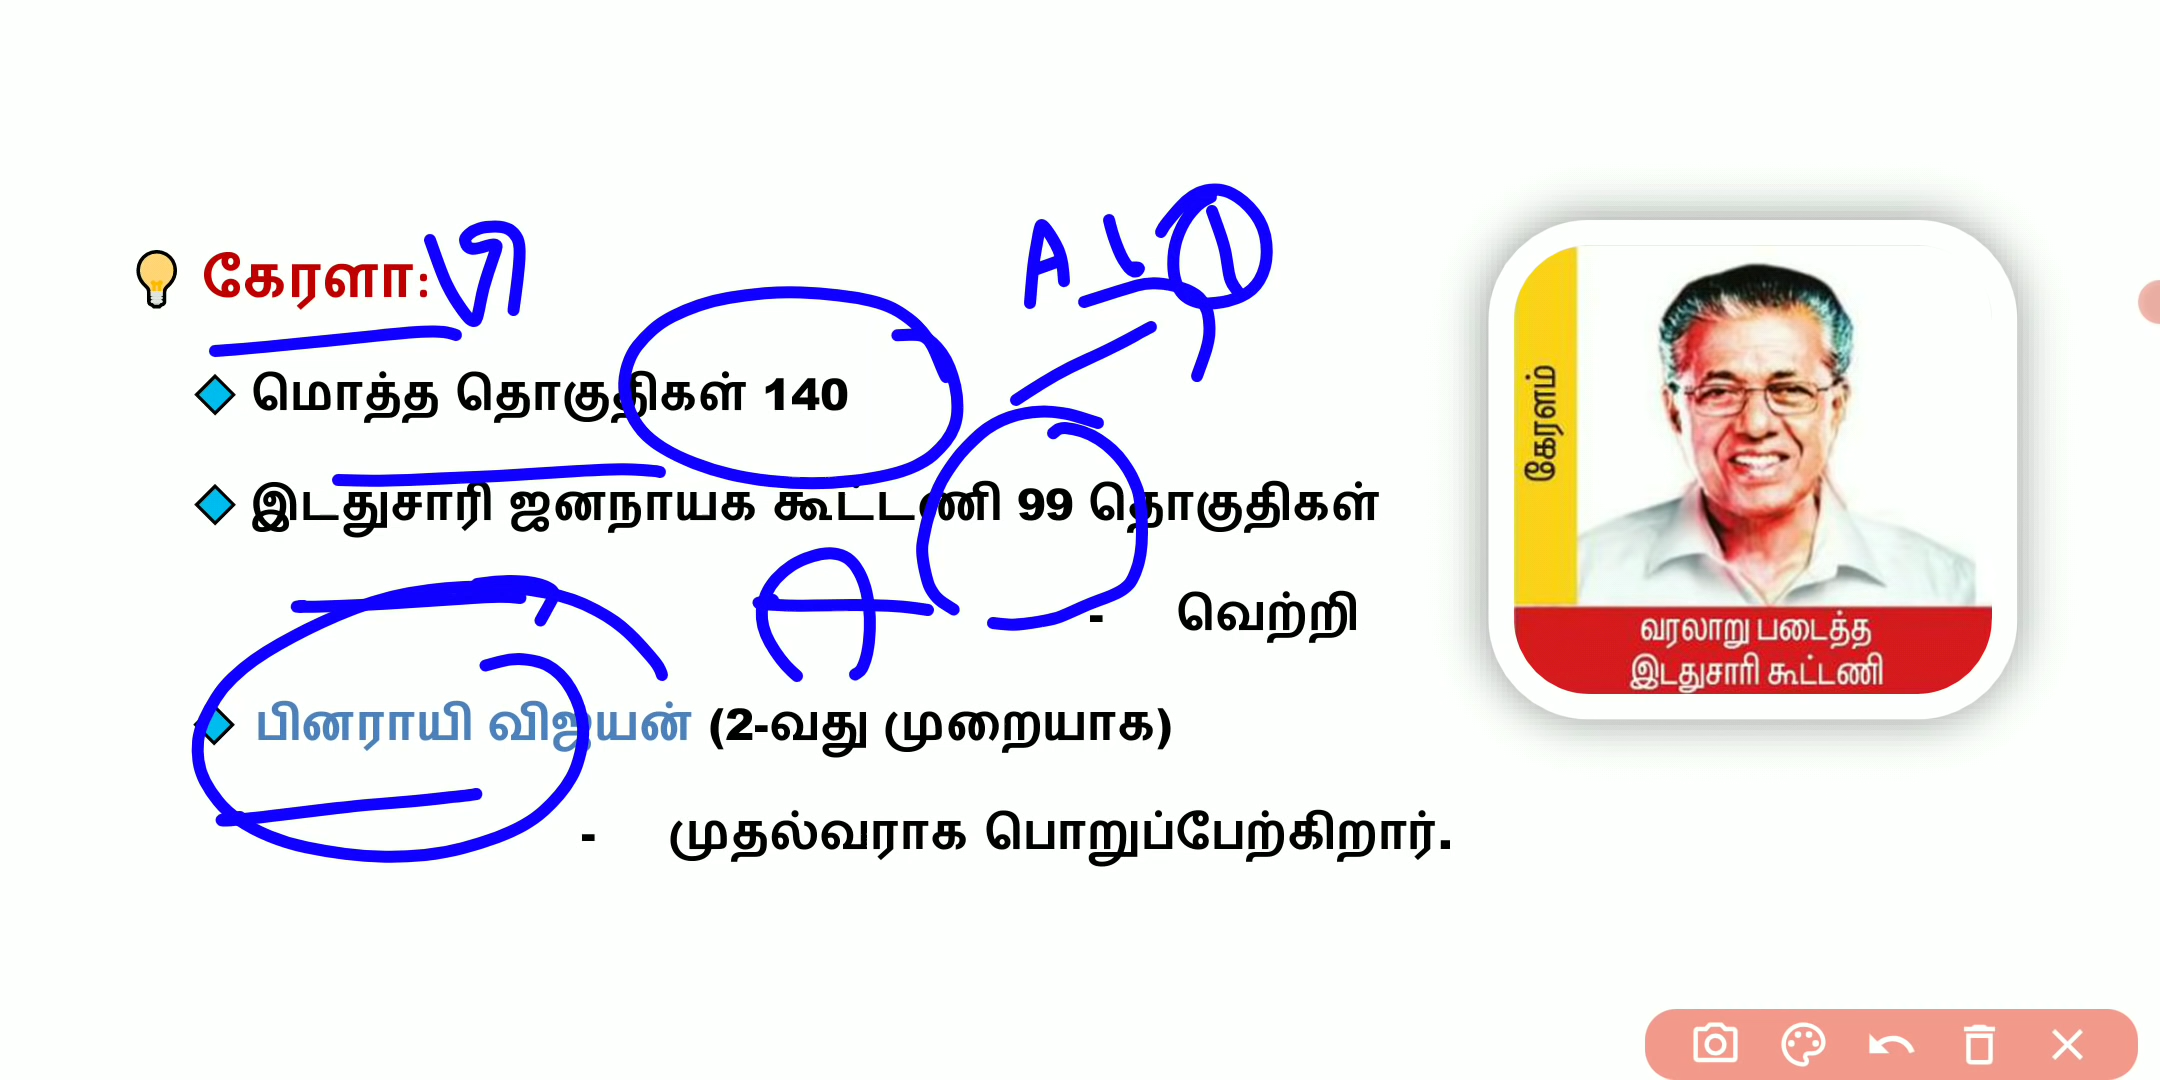 கேரளா:
மொத்த தொகுதிகள் 140
இடதுசாரி ஜனநாயக கூட்டணி 99 தொகுதிகள்
- வெற்றி
பினராயி விஜயன் (2-வது முறையாக)
- முதல்வராக பொறுப்பேற்கிறார்.
கேரளம்
வரலாறு படைத்த
இடதுசாரி கூட்டணி